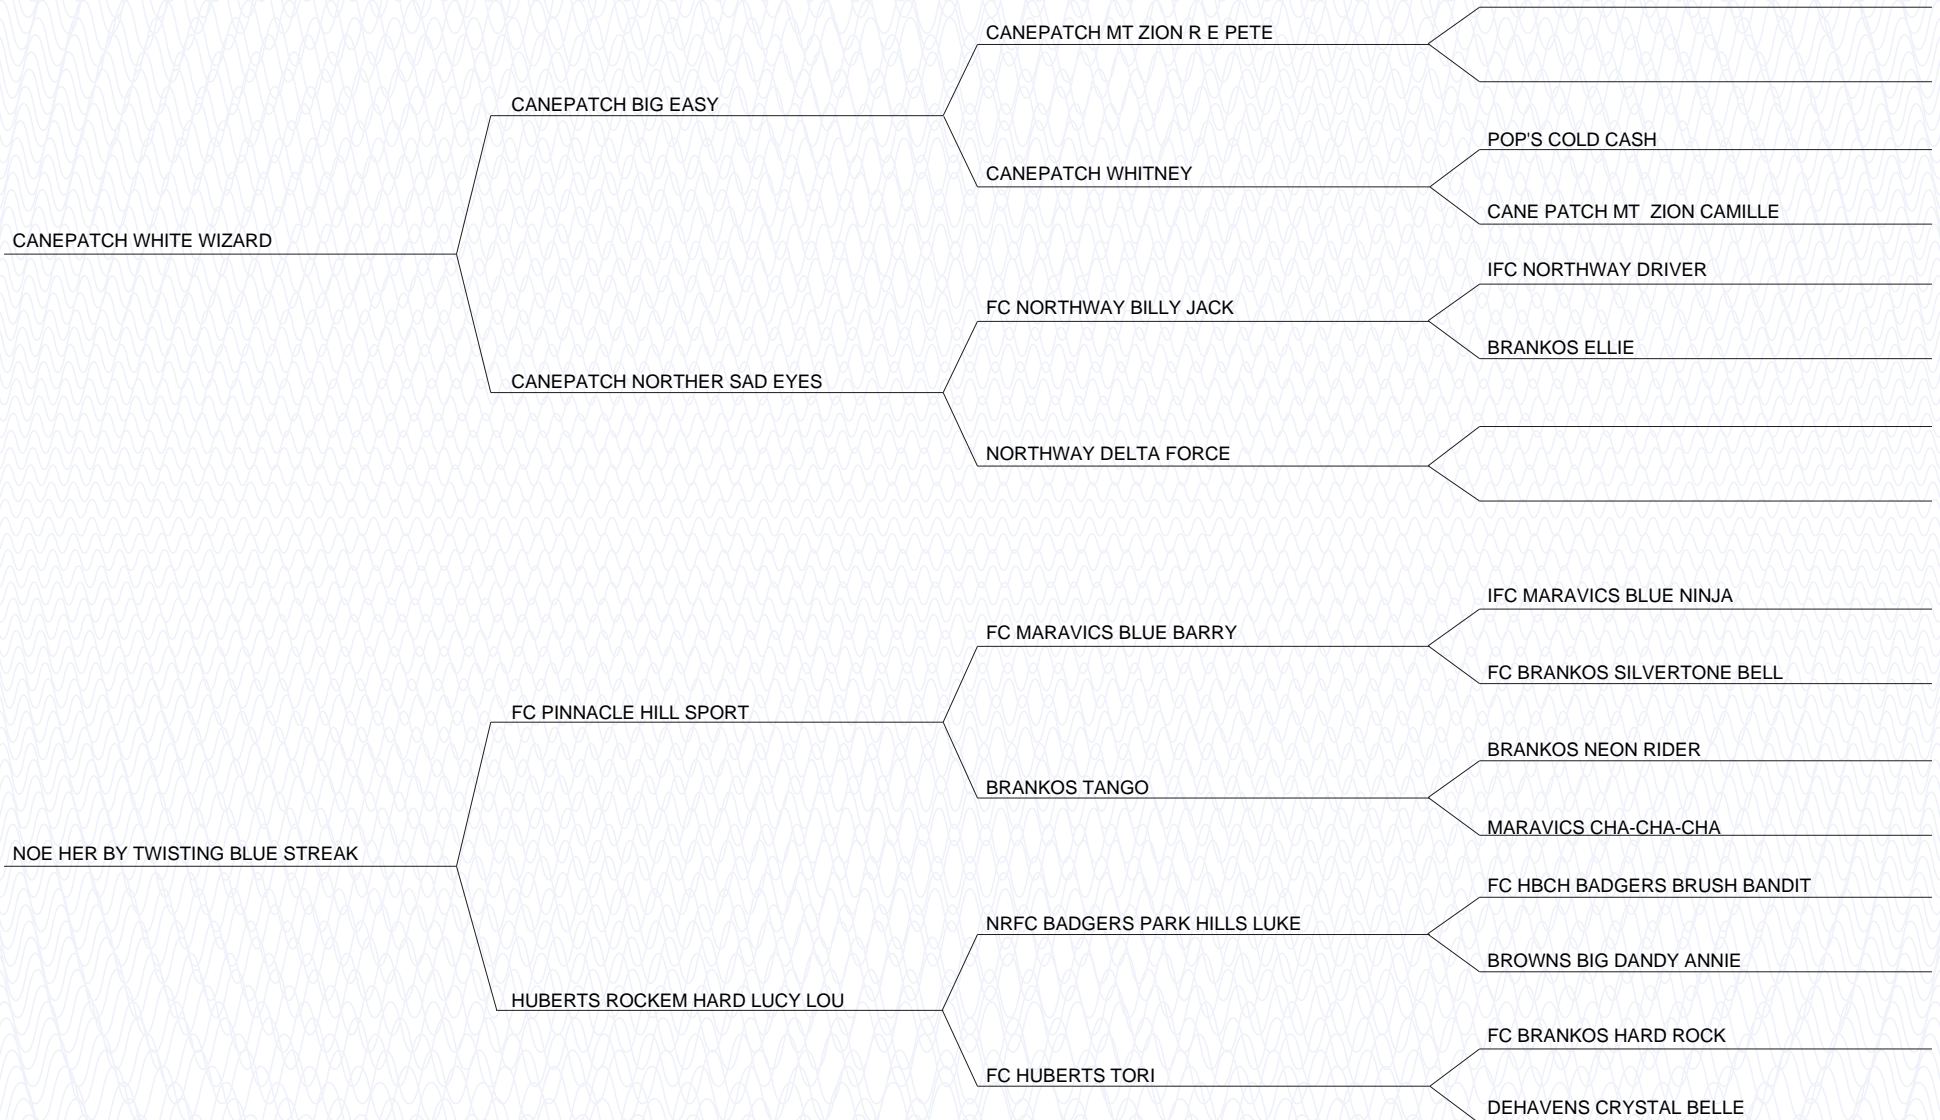 CANEPATCH MT ZION R E PETE
CANEPATCH BIG EASY
POP'S COLD CASH
CANEPATCH WHITNEY
CANE PATCH MT  ZION CAMILLE
CANEPATCH WHITE WIZARD
IFC NORTHWAY DRIVER
FC NORTHWAY BILLY JACK
BRANKOS ELLIE
CANEPATCH NORTHER SAD EYES
NORTHWAY DELTA FORCE
IFC MARAVICS BLUE NINJA
FC MARAVICS BLUE BARRY
FC BRANKOS SILVERTONE BELL
FC PINNACLE HILL SPORT
BRANKOS NEON RIDER
BRANKOS TANGO
MARAVICS CHA-CHA-CHA
NOE HER BY TWISTING BLUE STREAK
FC HBCH BADGERS BRUSH BANDIT
NRFC BADGERS PARK HILLS LUKE
BROWNS BIG DANDY ANNIE
HUBERTS ROCKEM HARD LUCY LOU
FC BRANKOS HARD ROCK
FC HUBERTS TORI
DEHAVENS CRYSTAL BELLE